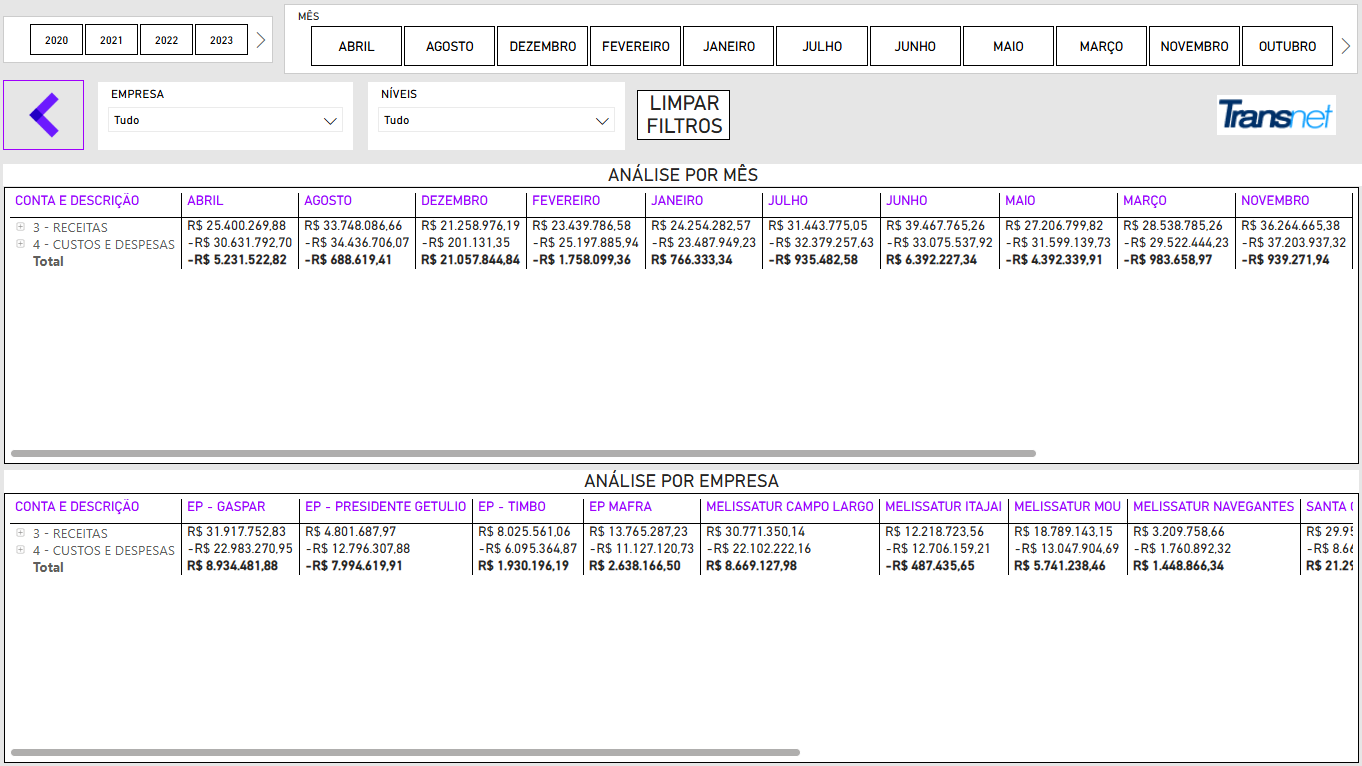 2020 2021 2022 2023
MÊS
ABRIL AGOSTO DEZEMBRO FEVEREIRO JANEIRO JULHO JUNHO MAIO MARÇO NOVEMBRO OUTUBRO
EMPRESA
Tudo
NÍVEIS
Tudo
LIMPAR
FILTROS
Transnet
ANÁLISE POR MÊS
CONTA E DESCRIÇÃO ABRIL AGOSTO DEZEMBRO FEVEREIRO JANEIRO JULHO JUNHO MAIO MARÇO NOVEMBRO
3 - RECEITAS R$ 25.400.269,88 R$ 33.748.086,66 R$ 21.258.976,19 R$ 23.439.786,58 R$ 24.254.282,57 R$ 31.443.775,05 R$ 39.467.765,26 R$ 27.206.799,82 R$ 28.538.785,26 R$ 36.264.665,38
4 - CUSTOS E DESPESAS -R$ 30.631.792,70 -R$ 34.436.706,07 -R$ 201.131,35 -R$ 25.197.885,94 -R$ 23.487.949,23 -R$ 32.379.257,63 -R$ 33.075.537,92 -R$ 31.599.139,73 -R$ 29.522.444,23 -R$ 37.203.937,32
Total -R$ 5.231.522,82 -R$ 688.619,41 R$ 21.057.844,84 -R$ 1.758.099,36 R$ 766.333,34 -R$ 935.482,58 R$ 6.392.227,34 -R$ 4.392.339,91 -R$ 983.658,97 -R$ 939.271,94
ANÁLISE POR EMPRESA
CONTA E DESCRIÇÃO EP - GASPAR EP - PRESIDENTE GETULIO EP - TIMBO EP MAFRA MELISSATUR CAMPO LARGO MELISSATUR ITAJAI MELISSATUR MOU MELISSATUR NAVEGANTES SANTA
3 - RECEITAS R$ 31.917.752,83 R$ 4.801.687,97 R$ 8.025.561,06 R$ 13.765.287,23 R$ 30.771.350,14 R$ 12.218.723,56 R$ 18.789.143,15 R$ 3.209.758,66 R$ 29.95
4 - CUSTOS E DESPESAS -R$ 22.983.270,95 -R$ 12.796.307,88 -R$ 6.095.364,87 -R$ 11.127.120,73 -R$ 22.102.222,16 -R$ 12.706.159,21 -R$ 13.047.904,69 -R$ 1.760.892,32 -R$ 8.66
Total R$ 8.934.481,88 -R$ 7.994.619,91 R$ 1.930.196,19 R$ 2.638.166,50 R$ 8.669.127,98 -R$ 487.435,65 R$ 5.741.238,46 R$ 1.448.866,34 R$ 21.29